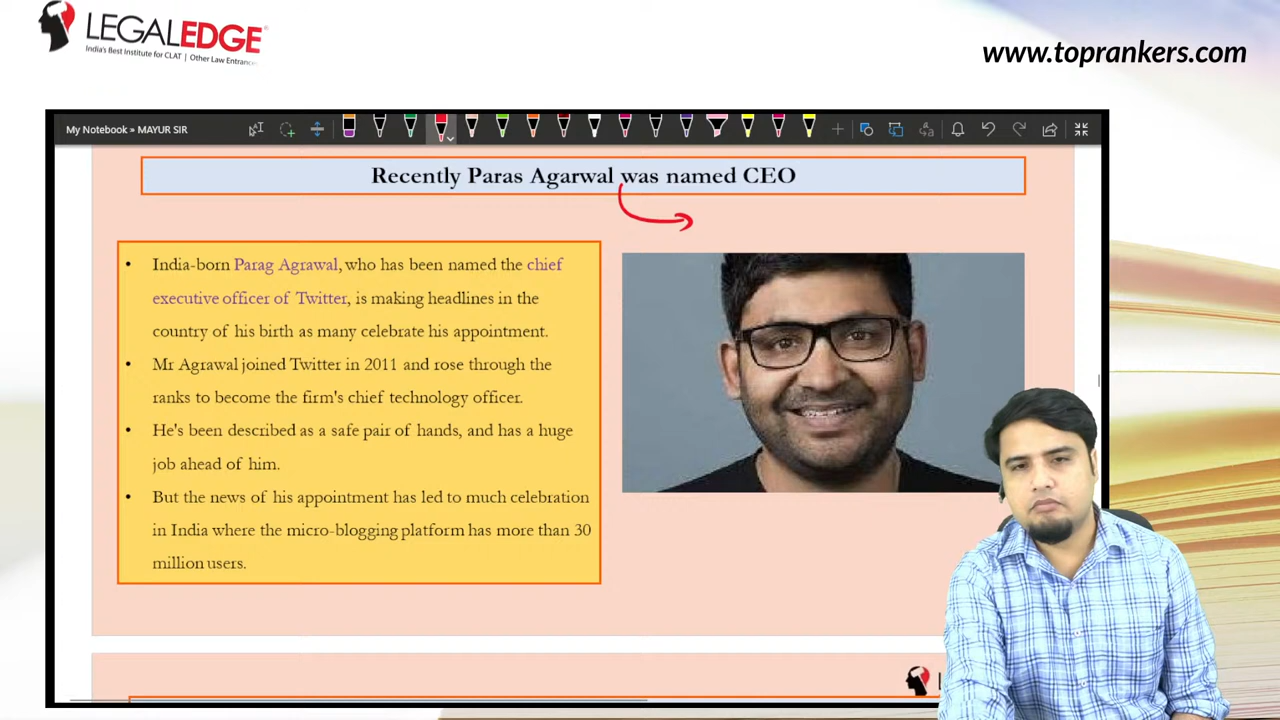 LEGALEDGE
India's Best Institute for CLAT | Other Law Entrances
www.toprankers.com
My Notebook » MAYUR SIR
Recently Paras Agarwal was named CEO
• India-born Parag Agrawal, who has been named the chief
executive officer of Twitter, is making headlines in the
country of his birth as many celebrate his appointment.
• Mr Agrawal joined Twitter in 2011 and rose through the
ranks to become the firm's chief technology officer.
• He's been described as a safe pair of hands, and has a huge
job ahead of him.
• But the news of his appointment has led to much celebration
in India where the micro-blogging platform has more than 30
million users.